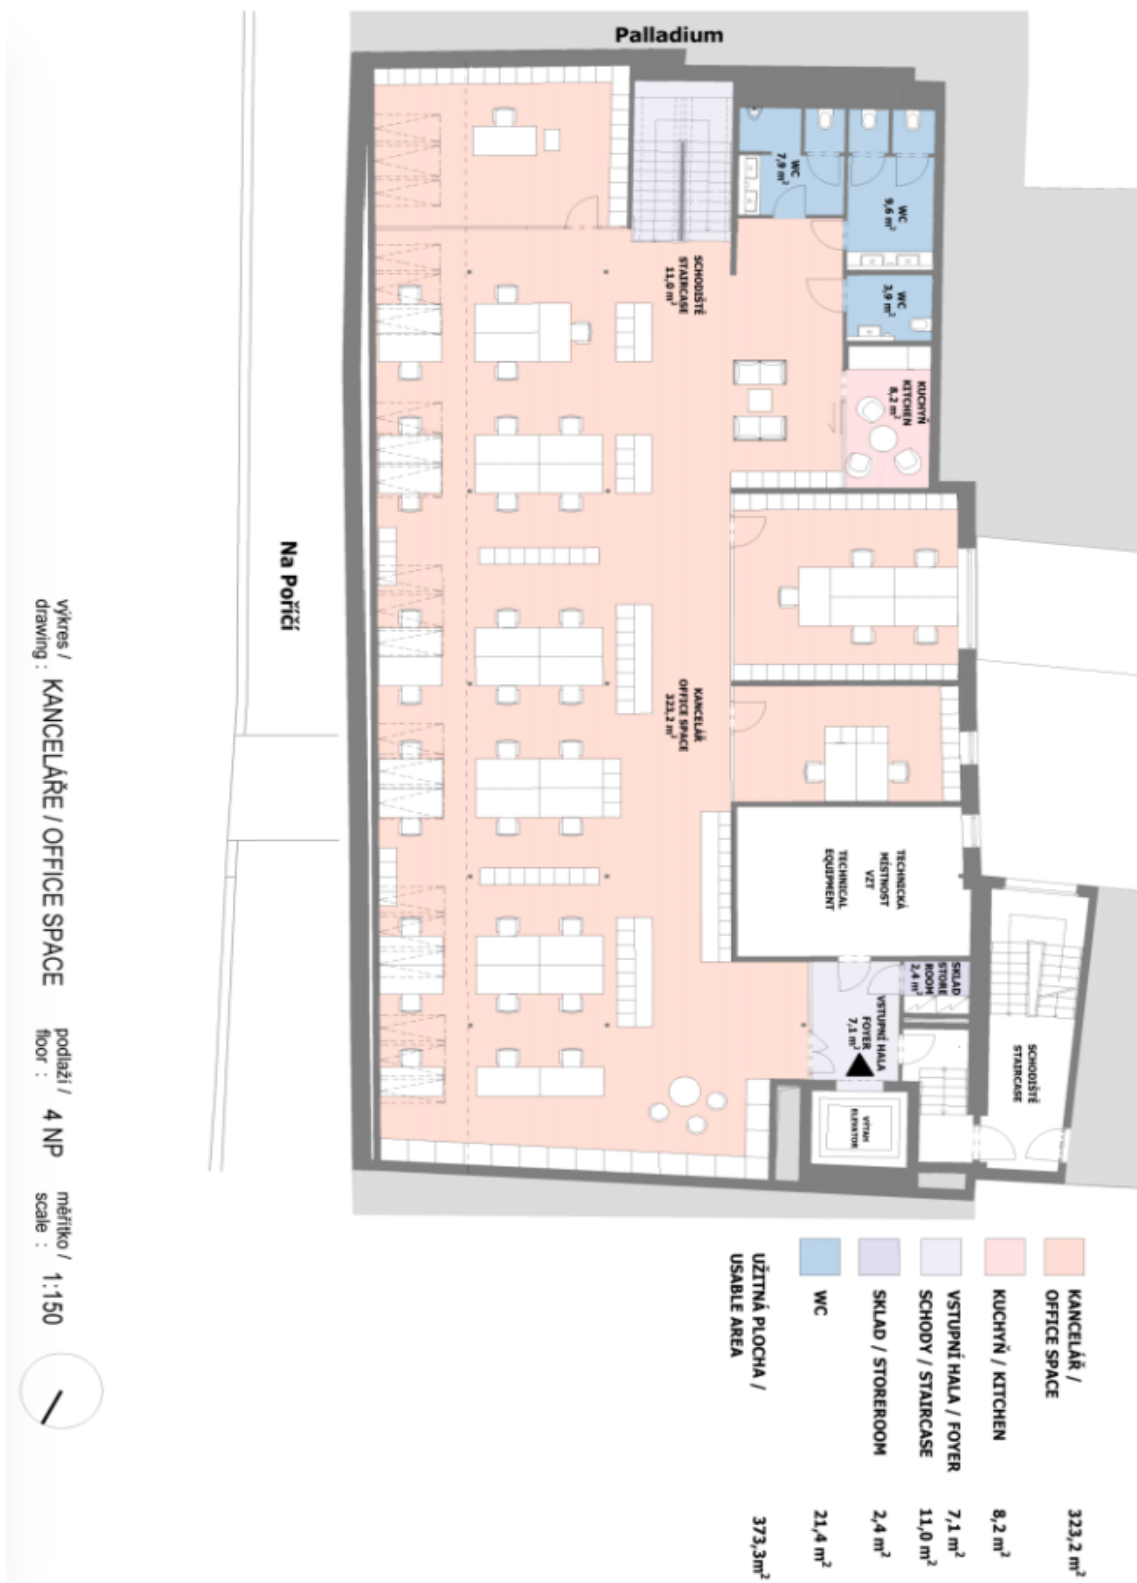 Palladium
WC
7,9 m²
WC
9,6 m²
WC
3,9 m²
SCHODIŠTĚ
STAIRCASE
11,0 m²
KUCHYŇ
KITCHEN
8,2 m²
KANCELÁŘ
OFFICE SPACE
323,2 m²
TECHNICKÁ
MÍSTNOST
VZT
TECHNICAL
EQUIPMENT
SKLAD
STORE
ROOM
2,4 m²
VSTUPNÍ HALA
FOYER
7,1 m²
SCHODIŠTĚ
STAIRCASE
VÝTAH
ELEVATOR
Na Poříčí
KANCELÁŘ / 323,2 m²
OFFICE SPACE
KUCHYŇ / KITCHEN 8,2 m²
VSTUPNÍ HALA / FOYER 7,1 m²
SCHODY / STAIRCASE 11,0 m²
SKLAD / STOREROOM 2,4 m²
WC 21,4 m²
UŽITNÁ PLOCHA / 373,3m²
USABLE AREA
výkres / podlaží / měřítko /
drawing : KANCELÁŘE / OFFICE SPACE floor : 4 NP scale : 1:150